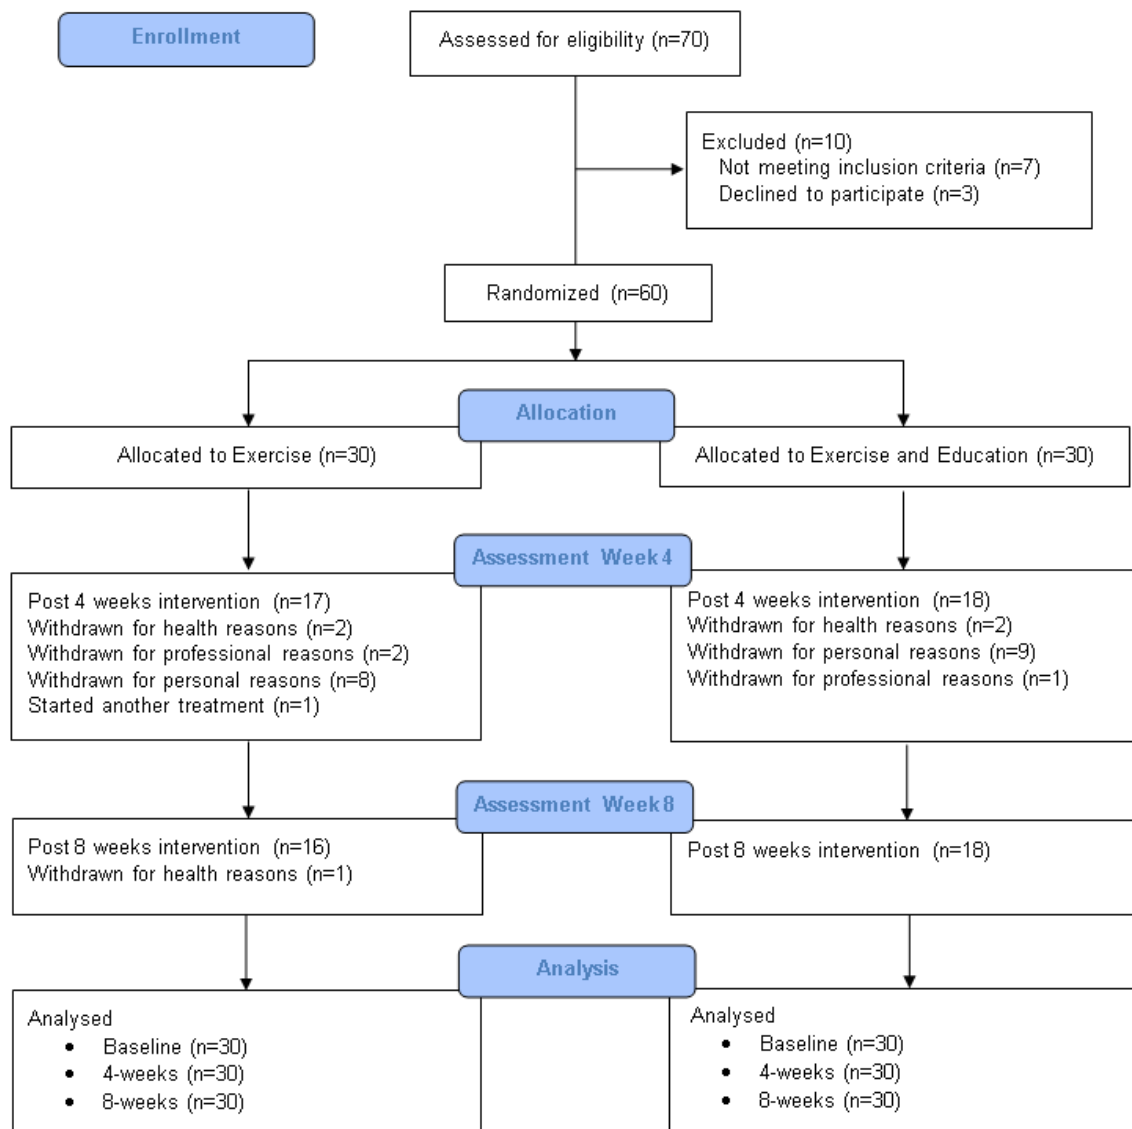 Enrollment
Assessed for eligibility (n=70)
Excluded (n=10)
Not meeting inclusion criteria (n=7)
Declined to participate (n=3)
Randomized (n=60)
Allocation
Allocated to Exercise (n=30)
Allocated to Exercise and Education (n=30)
Assessment Week 4
Post 4 weeks intervention (n=17)
Withdrawn for health reasons (n=2)
Withdrawn for professional reasons (n=2)
Withdrawn for personal reasons (n=8)
Started another treatment (n=1)
Post 4 weeks intervention (n=18)
Withdrawn for health reasons (n=2)
Withdrawn for personal reasons (n=9)
Withdrawn for professional reasons (n=1)
Assessment Week 8
Post 8 weeks intervention (n=16)
Withdrawn for health reasons (n=1)
Post 8 weeks intervention (n=18)
Analysis
Analysed
• Baseline (n=30)
• 4-weeks (n=30)
• 8-weeks (n=30)
Analysed
• Baseline (n=30)
• 4-weeks (n=30)
• 8-weeks (n=30)